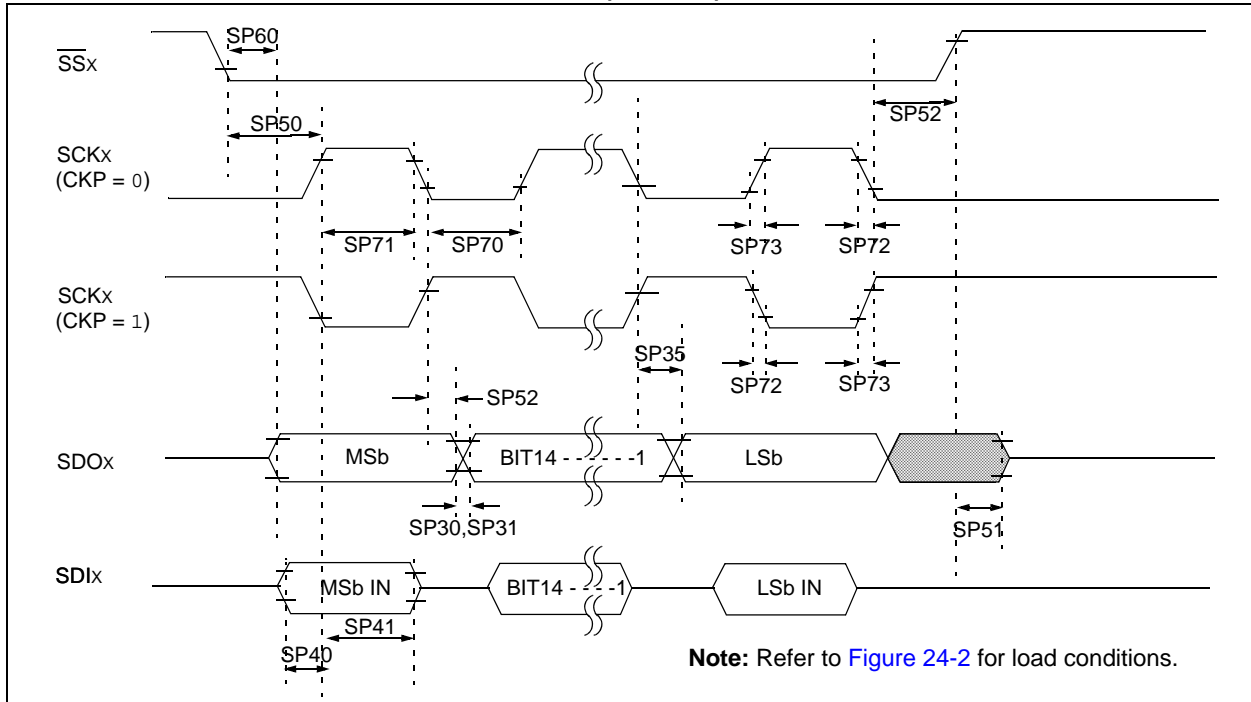 SP60
SSX
SP52
SP50
SCKX
(CKP = 0)
SP71
SP70
SP73
SP72
SCKX
(CKP = 1)
SP35
SP72
SP73
SP52
SDOX
MSb
BIT14 - - - - - -1
LSb
SP30,SP31
SP51
SDIX
MSb IN
BIT14 - - - -1
LSb IN
SP41
SP40
Note: Refer to Figure 24-2 for load conditions.